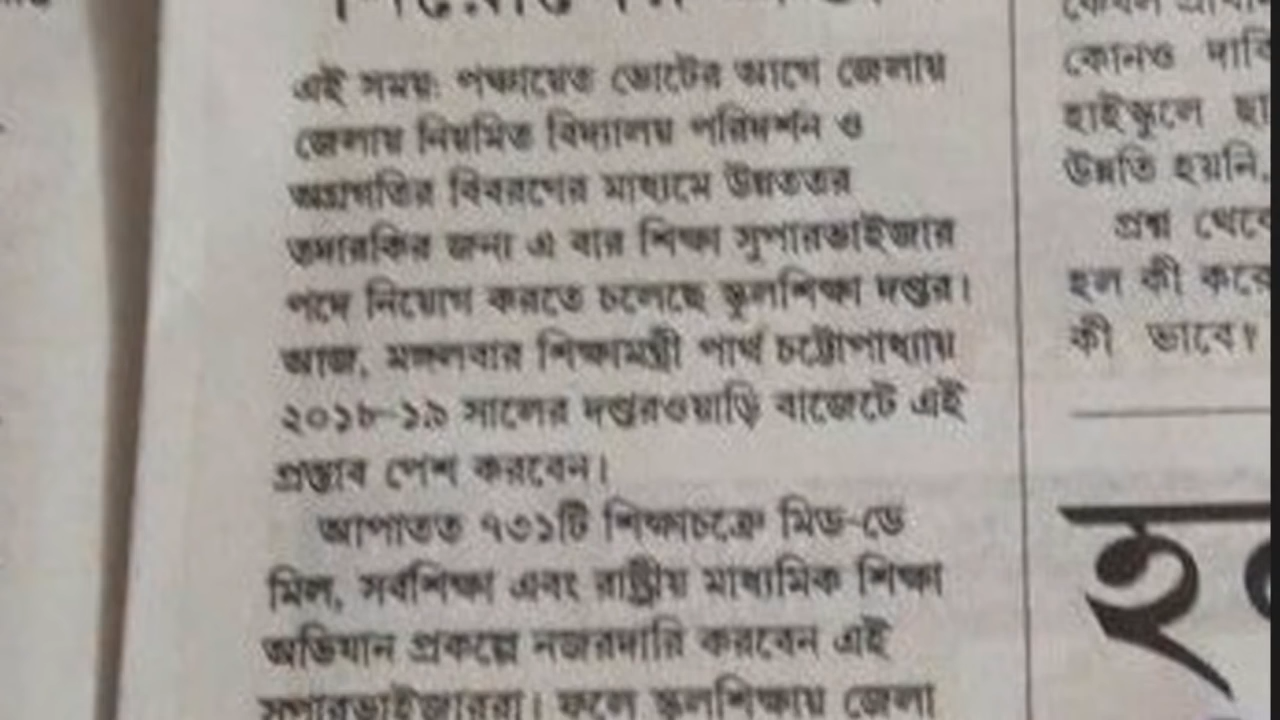 এই সময়: পঞ্চায়েত ভোটের আগে জেলায়
জেলায় নিয়মিত বিদ্যালয় পরিদর্শন ও
অগ্রগতির বিবরণের মাধ্যমে উন্নততর
তদারকির জন্য এ বার শিক্ষা সুপারভাইজার
পদে নিয়োগ করতে চলেছে স্কুলশিক্ষা দপ্তর।
আজ, মঙ্গলবার শিক্ষামন্ত্রী পার্থ চট্টোপাধ্যায়
২০১৮-১৯ সালের দপ্তরওয়াড়ি বাজেটে এই
প্রস্তাব পেশ করবেন।
আপাতত ৭৩১টি শিক্ষাচক্রে মিড-ডে
মিল, সর্বশিক্ষা এবং রাষ্ট্রীয় মাধ্যমিক শিক্ষা
অভিযান প্রকল্পে নজরদারি করবেন এই
সুপারভাইজাররা। ফলে স্কুলশিক্ষায় জেলা
কোনও
হাইস্কুলে
উন্নতি হয়নি,
প্রশ্ন
হল কী
কী ভাবে?